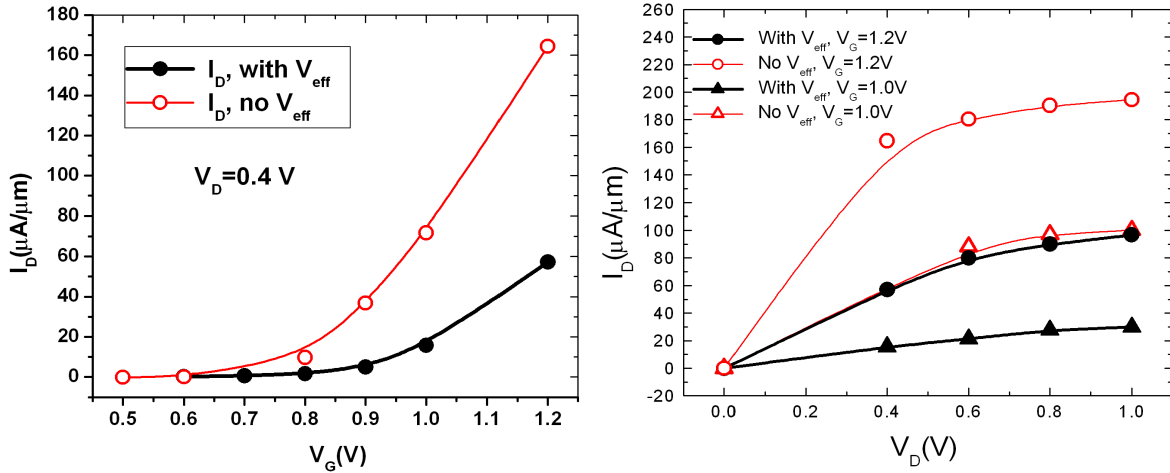 180
160
140
120
100
80
60
40
20
0
I_D(μA/μm)
I_D, with V_eff
I_D, no V_eff
V_D=0.4 V
0.5 0.6 0.7 0.8 0.9 1.0 1.1 1.2
V_G(V)
260
240
220
200
180
160
140
120
100
80
60
40
20
0
-20
I_D(μA/μm)
With V_eff, V_G=1.2V
No V_eff, V_G=1.2V
With V_eff, V_G=1.0V
No V_eff, V_G=1.0V
0.0 0.2 0.4 0.6 0.8 1.0
V_D(V)